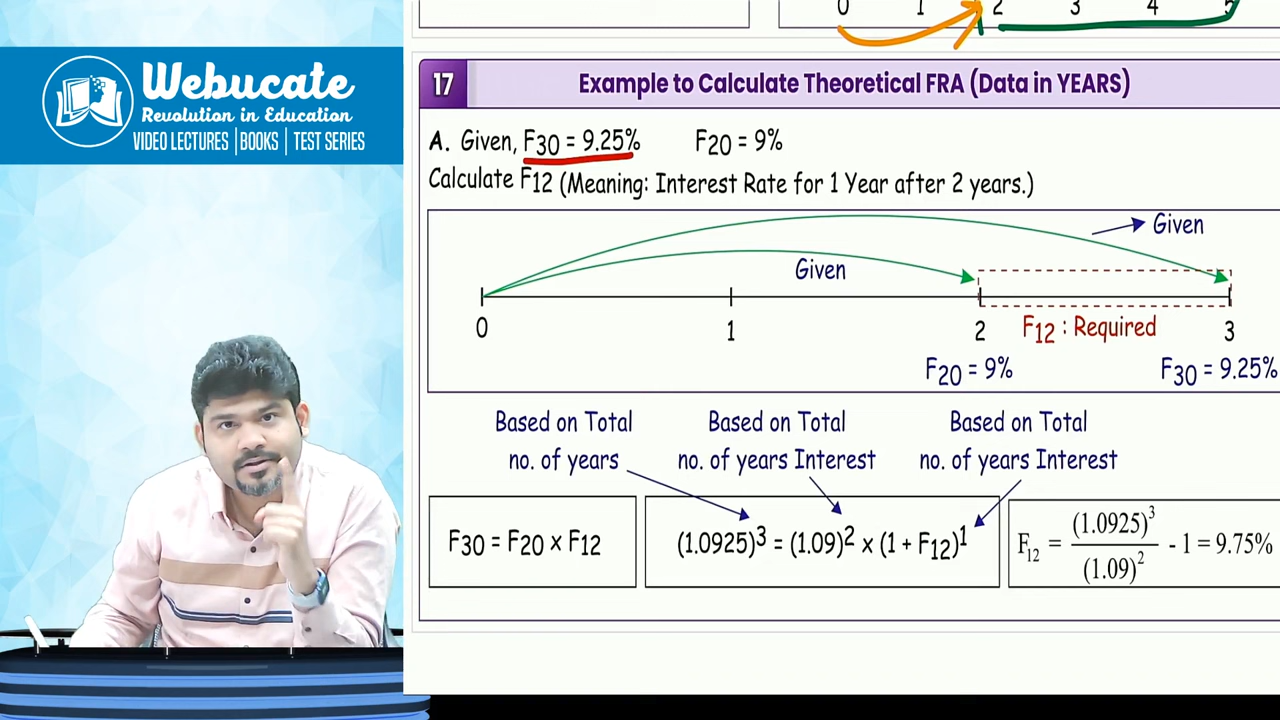 0 1 2 3 4 5
Webucate
Revolution in Education
VIDEO LECTURES | BOOKS | TEST SERIES
17 Example to Calculate Theoretical FRA (Data in YEARS)
A. Given, F30 = 9.25% F20 = 9%
Calculate F12 (Meaning: Interest Rate for 1 Year after 2 years.)
Given
Given
0 1 2 F12 : Required 3
F20 = 9% F30 = 9.25%
Based on Total Based on Total Based on Total
no. of years no. of years Interest no. of years Interest
F30 = F20 x F12
(1.0925)3 = (1.09)2 x (1 + F12)1
F12 = (1.0925)3 / (1.09)2 - 1 = 9.75%